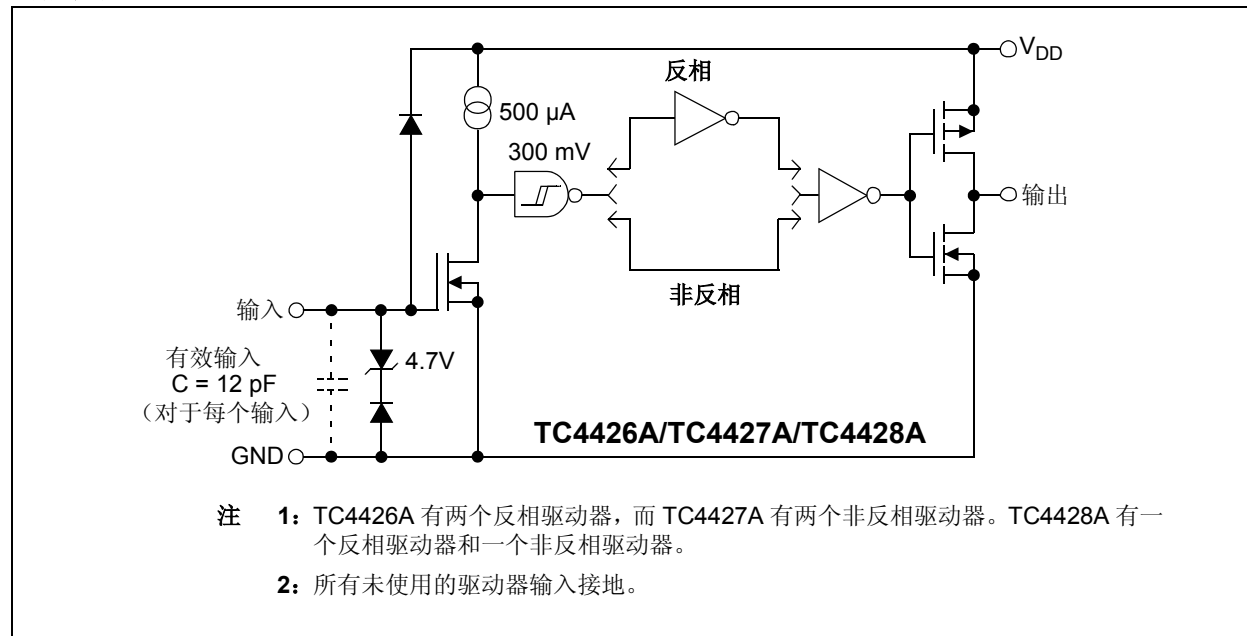 V_DD
反相
500 µA
300 mV
输出
非反相
输入
有效输入
C = 12 pF
（对于每个输入）
4.7V
GND
TC4426A/TC4427A/TC4428A
注 1：TC4426A 有两个反相驱动器，而 TC4427A 有两个非反相驱动器。TC4428A 有一
个反相驱动器和一个非反相驱动器。
2：所有未使用的驱动器输入接地。